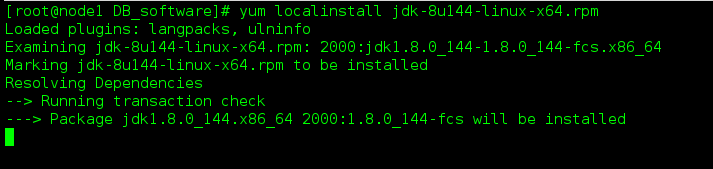 [root@node1 DB_software]# yum localinstall jdk-8u144-linux-x64.rpm
Loaded plugins: langpacks, ulninfo
Examining jdk-8u144-linux-x64.rpm: 2000:jdk1.8.0_144-1.8.0_144-fcs.x86_64
Marking jdk-8u144-linux-x64.rpm to be installed
Resolving Dependencies
--> Running transaction check
---> Package jdk1.8.0_144.x86_64 2000:1.8.0_144-fcs will be installed